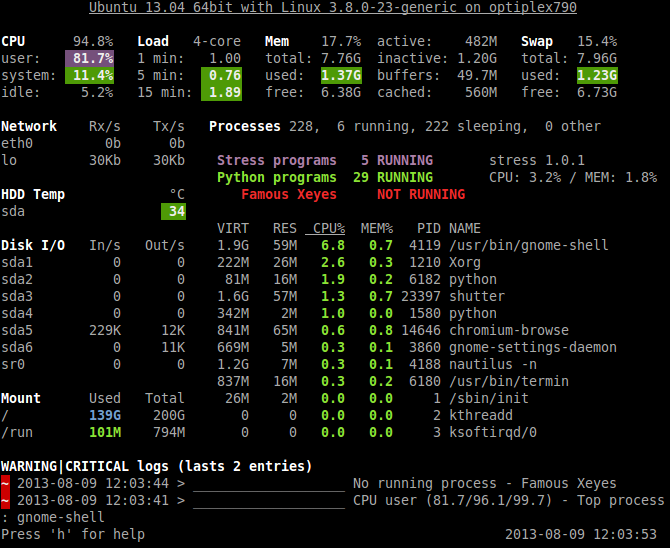 Ubuntu 13.04 64bit with Linux 3.8.0-23-generic on optiplex790
CPU 94.8% Load 4-core Mem 17.7% active: 482M Swap 15.4%
user: 81.7% 1 min: 1.00 total: 7.76G inactive: 1.20G total: 7.96G
system: 11.4% 5 min: 0.76 used: 1.37G buffers: 49.7M used: 1.23G
idle: 5.2% 15 min: 1.89 free: 6.38G cached: 560M free: 6.73G
Network Rx/s Tx/s Processes 228, 6 running, 222 sleeping, 0 other
eth0 0b 0b
lo 30Kb 30Kb Stress programs 5 RUNNING stress 1.0.1
Python programs 29 RUNNING CPU: 3.2% / MEM: 1.8%
HDD Temp °C Famous Xeyes NOT RUNNING
sda 34
VIRT RES CPU% MEM% PID NAME
Disk I/O In/s Out/s 1.9G 59M 6.8 0.7 4119 /usr/bin/gnome-shell
sda1 0 0 222M 26M 2.6 0.3 1210 Xorg
sda2 0 0 81M 16M 1.9 0.2 6182 python
sda3 0 0 1.6G 57M 1.3 0.7 23397 shutter
sda4 0 0 342M 2M 1.0 0.0 1580 python
sda5 229K 12K 841M 65M 0.6 0.8 14646 chromium-browse
sda6 0 11K 669M 5M 0.3 0.1 3860 gnome-settings-daemon
sr0 0 0 1.2G 7M 0.3 0.1 4188 nautilus -n
837M 16M 0.3 0.2 6180 /usr/bin/termin
Mount Used Total 26M 2M 0.0 0.0 1 /sbin/init
/ 139G 200G 0 0 0.0 0.0 2 kthreadd
/run 101M 794M 0 0 0.0 0.0 3 ksoftirqd/0
WARNING|CRITICAL logs (lasts 2 entries)
~ 2013-08-09 12:03:44 > ___________________ No running process - Famous Xeyes
~ 2013-08-09 12:03:41 > ___________________ CPU user (81.7/96.1/99.7) - Top process
: gnome-shell
Press 'h' for help 2013-08-09 12:03:53